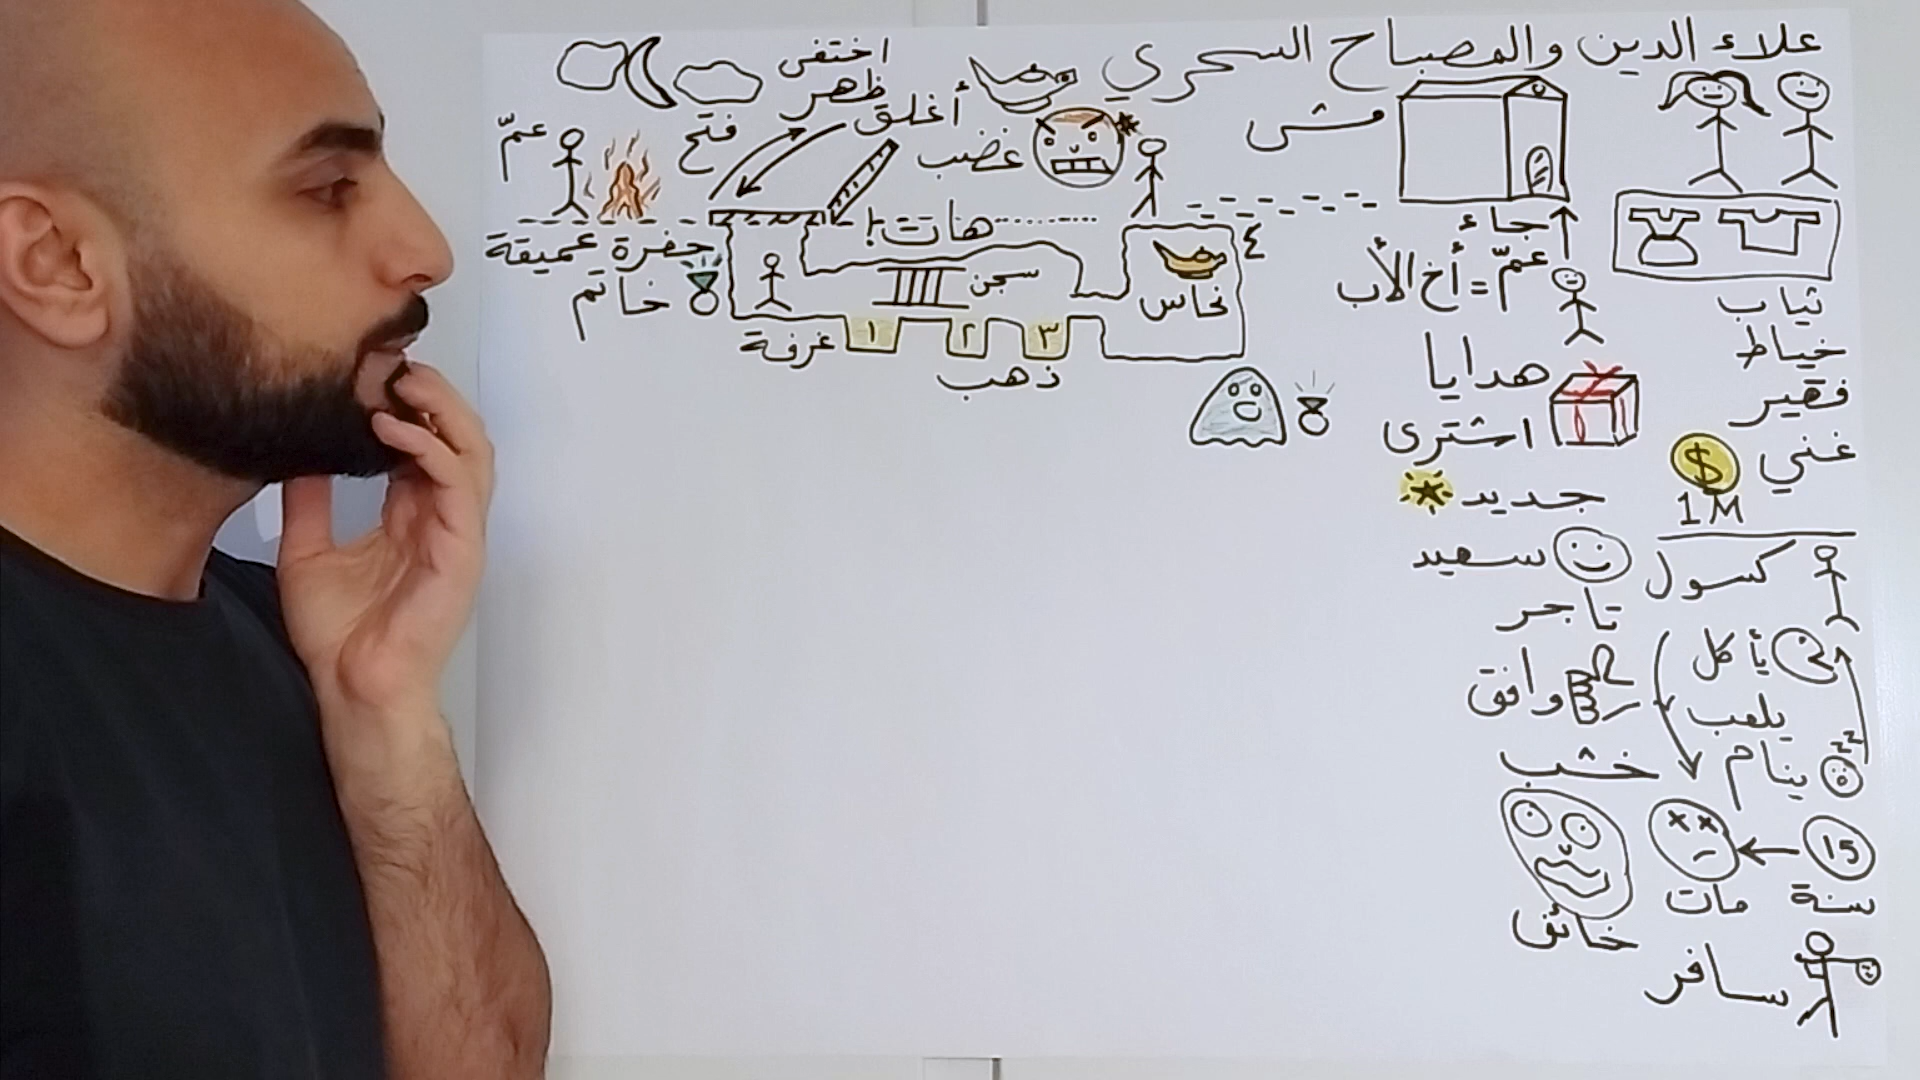 علاء الدين والمصباح السحري
ثياب
خياط
فقير
غني
$
1M
كسول
يأكل
يلعب
ينام
zzz
15
سنة
مات
سافر
مش
جاء
عمّ = أخ الأب
هدايا
اشترى
جديد
سعيد
تاجر
وافق
خشب
خائف
اختفى
ظهر
أغلق
فتح
غضب
عمّ
هات!
حفرة عميقة
خاتم
سجن
٤
نحاس
غرفة
١ ٢ ٣
ذهب